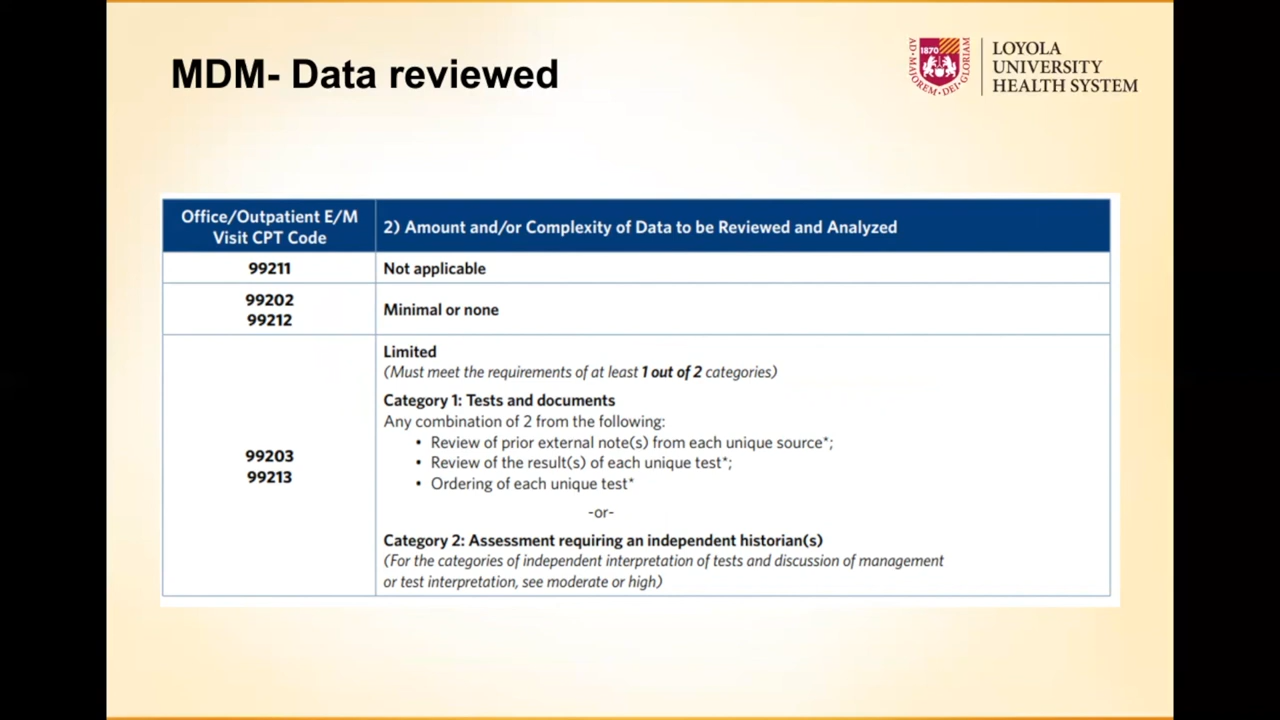 MDM- Data reviewed
AD•MAJOREM•DEI•GLORIAM
1870
LOYOLA
UNIVERSITY
HEALTH SYSTEM
Office/Outpatient E/M
Visit CPT Code
2) Amount and/or Complexity of Data to be Reviewed and Analyzed
99211
Not applicable
99202
99212
Minimal or none
99203
99213
Limited
(Must meet the requirements of at least 1 out of 2 categories)
Category 1: Tests and documents
Any combination of 2 from the following:
• Review of prior external note(s) from each unique source*;
• Review of the result(s) of each unique test*;
• Ordering of each unique test*
-or-
Category 2: Assessment requiring an independent historian(s)
(For the categories of independent interpretation of tests and discussion of management
or test interpretation, see moderate or high)